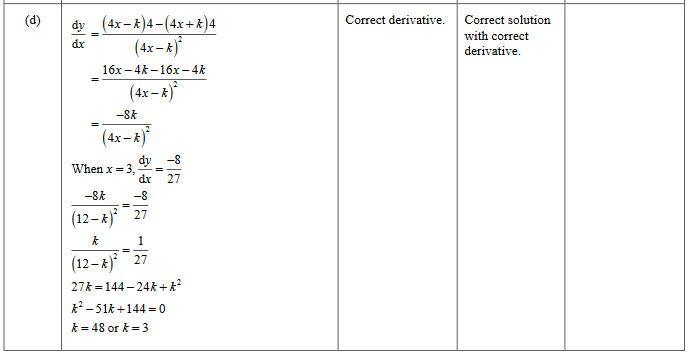 (d)
dy/dx = ((4x – k)4 – (4x + k)4)/(4x – k)²
= (16x – 4k – 16x – 4k)/(4x – k)²
= –8k/(4x – k)²
When x = 3, dy/dx = –8/27
–8k/(12 – k)² = –8/27
k/(12 – k)² = 1/27
27k = 144 – 24k + k²
k² – 51k + 144 = 0
k = 48 or k = 3
Correct derivative.
Correct solution
with correct
derivative.